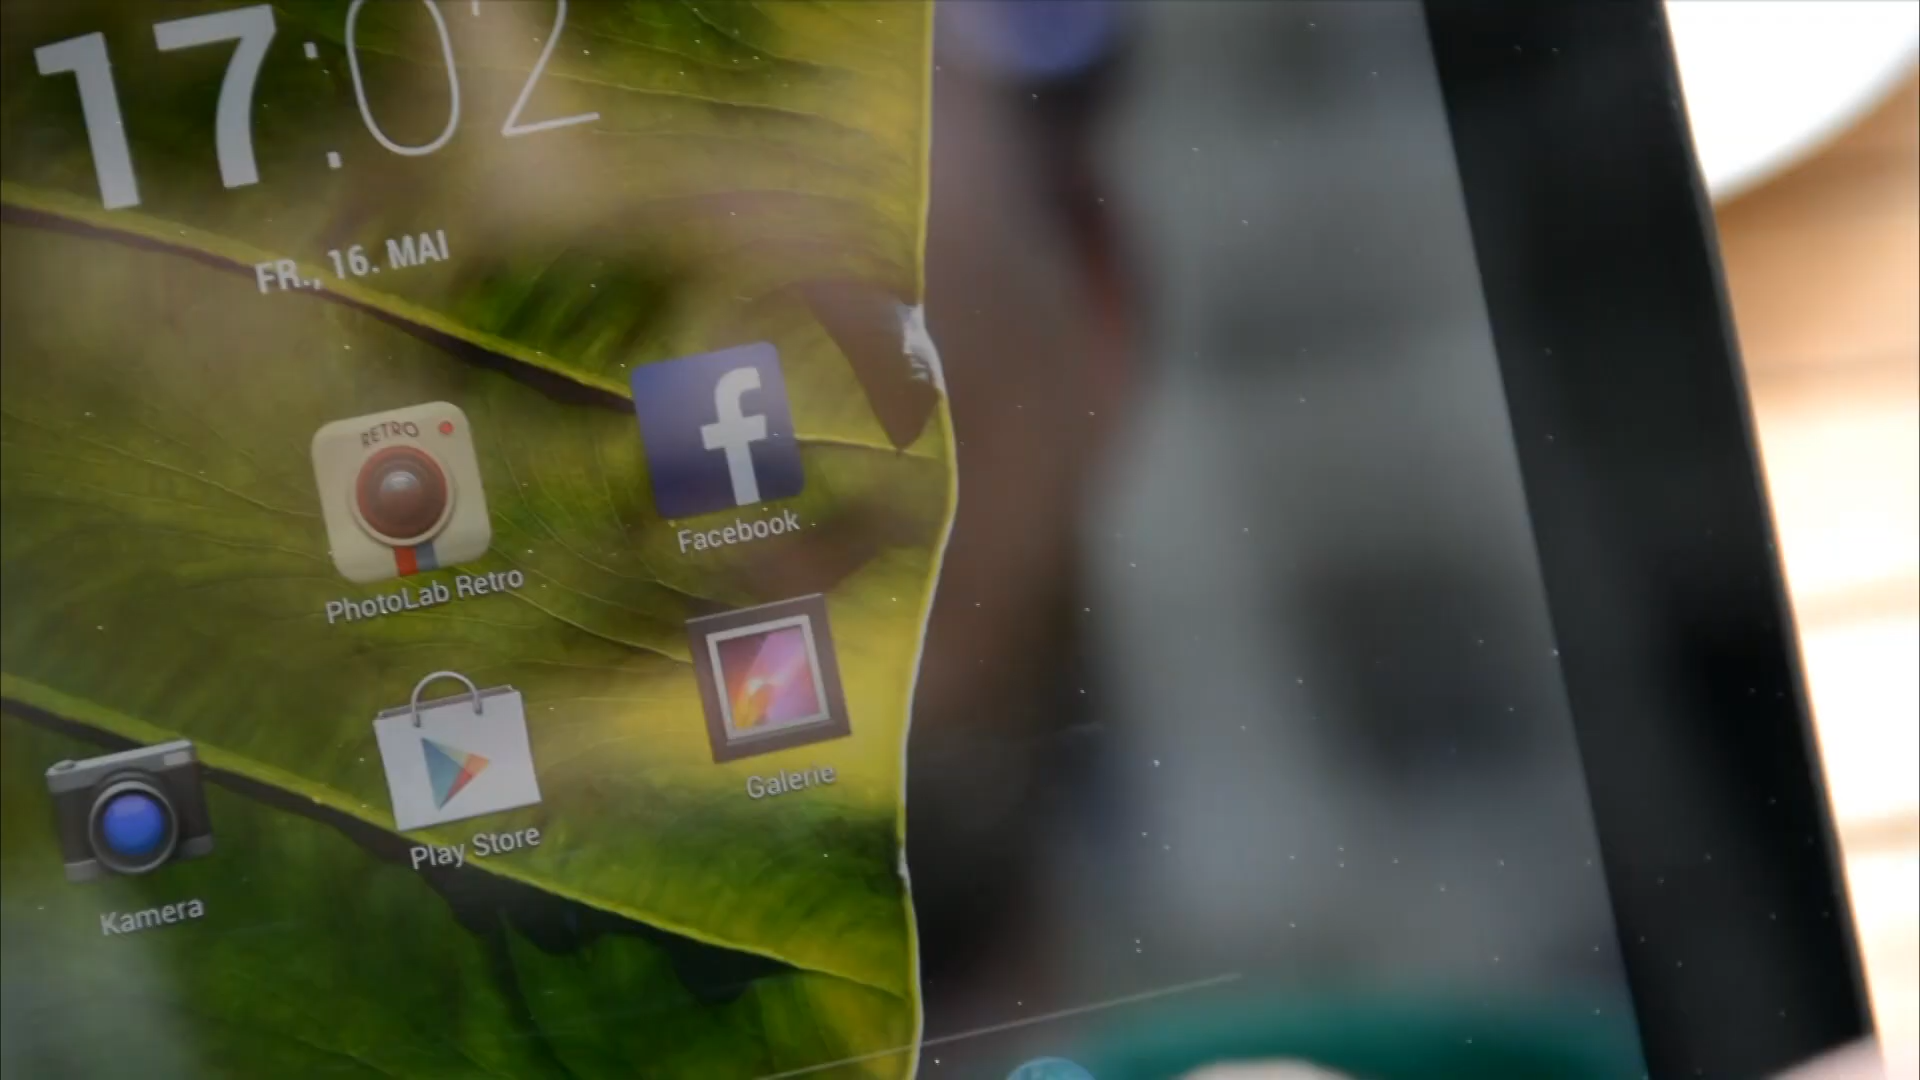 17:02
FR., 16. MAI
RETRO
f
Facebook
PhotoLab Retro
Galerie
Play Store
Kamera